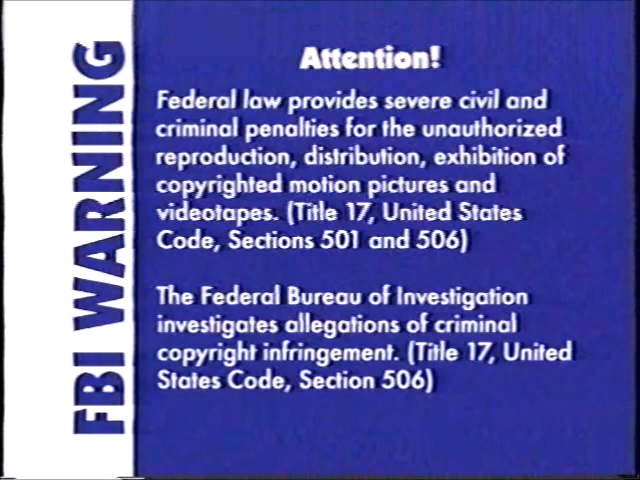 FBI WARNING
Attention!
Federal law provides severe civil and
criminal penalties for the unauthorized
reproduction, distribution, exhibition of
copyrighted motion pictures and
videotapes. (Title 17, United States
Code, Sections 501 and 506)
The Federal Bureau of Investigation
investigates allegations of criminal
copyright infringement. (Title 17, United
States Code, Section 506)